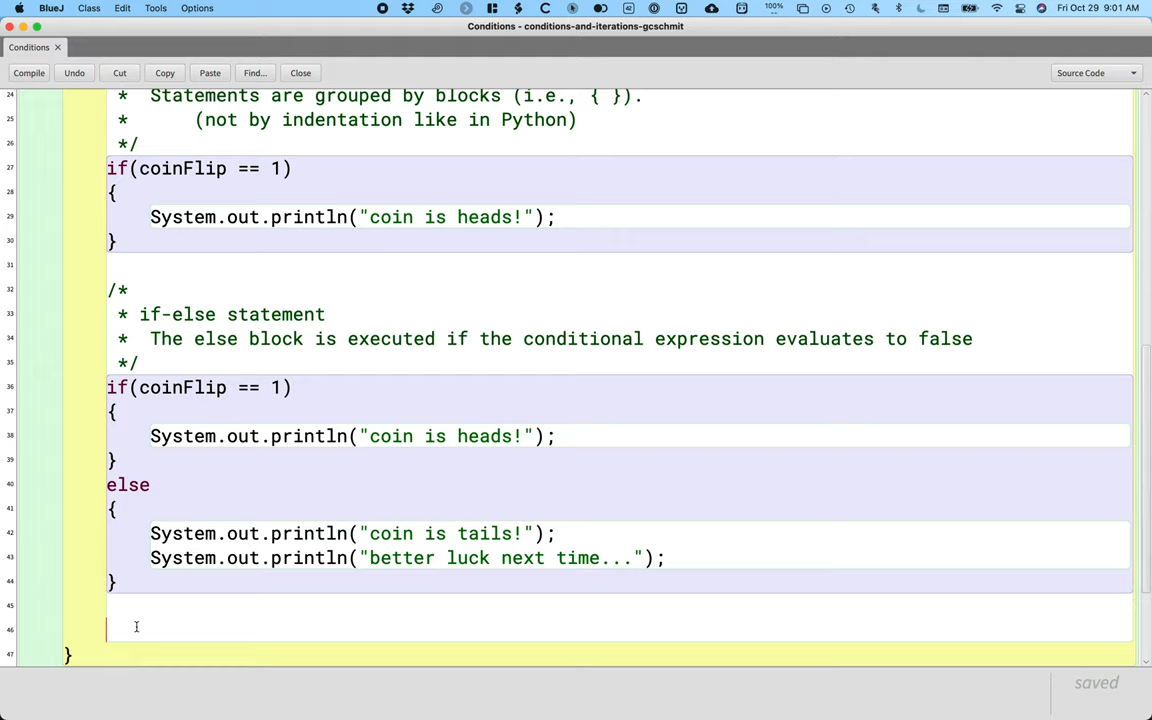 BlueJ Class Edit Tools Options 100% Fri Oct 29 9:01 AM
Conditions - conditions-and-iterations-gcschmit
Conditions ×
Compile Undo Cut Copy Paste Find... Close Source Code
24 * Statements are grouped by blocks (i.e., { }).
25 * (not by indentation like in Python)
26 */
27 if(coinFlip == 1)
28 {
29 System.out.println("coin is heads!");
30 }
31
32 /*
33 * if-else statement
34 * The else block is executed if the conditional expression evaluates to false
35 */
36 if(coinFlip == 1)
37 {
38 System.out.println("coin is heads!");
39 }
40 else
41 {
42 System.out.println("coin is tails!");
43 System.out.println("better luck next time...");
44 }
45
46
47 }
saved